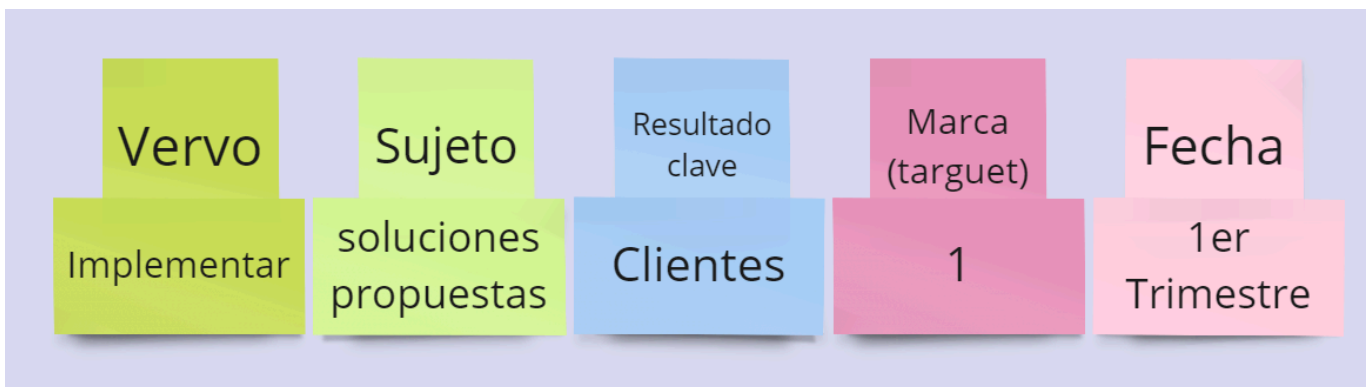 Vervo
Sujeto
Resultado
clave
Marca
(targuet)
Fecha
Implementar
soluciones
propuestas
Clientes
1
1er
Trimestre